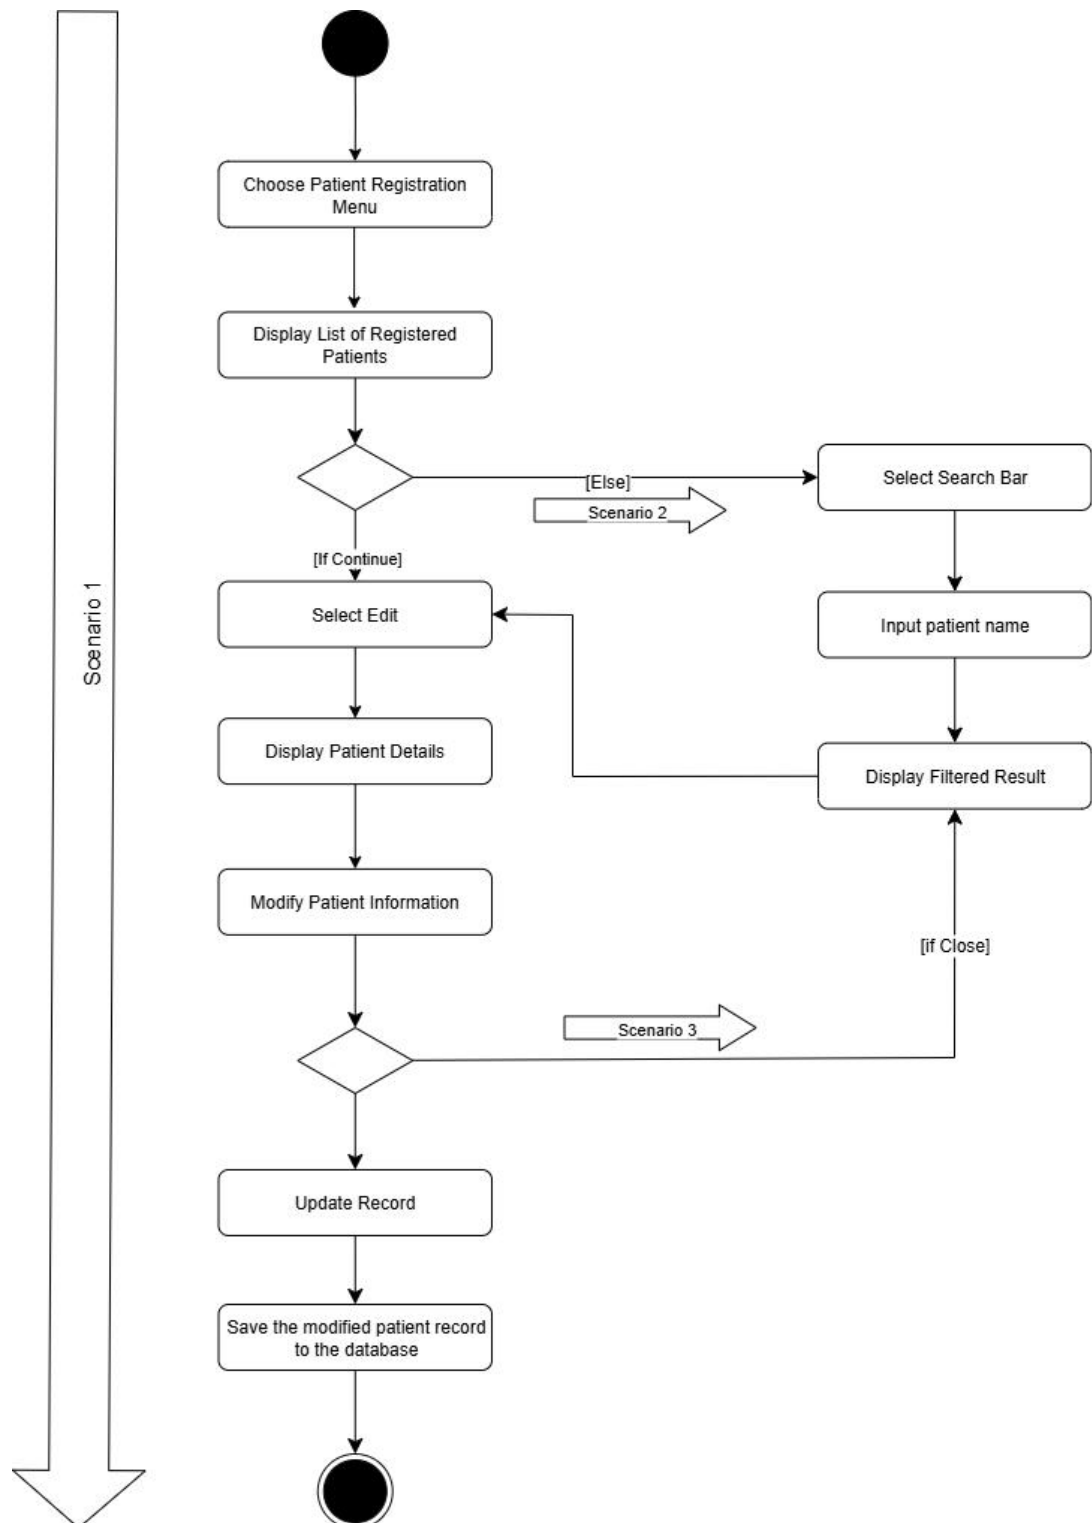 Choose Patient Registration
Menu
Display List of Registered
Patients
[Else]
Select Search Bar
Scenario 2
[If Continue]
Scenario 1
Select Edit
Input patient name
Display Patient Details
Display Filtered Result
Modify Patient Information
[if Close]
Scenario 3
Update Record
Save the modified patient record
to the database